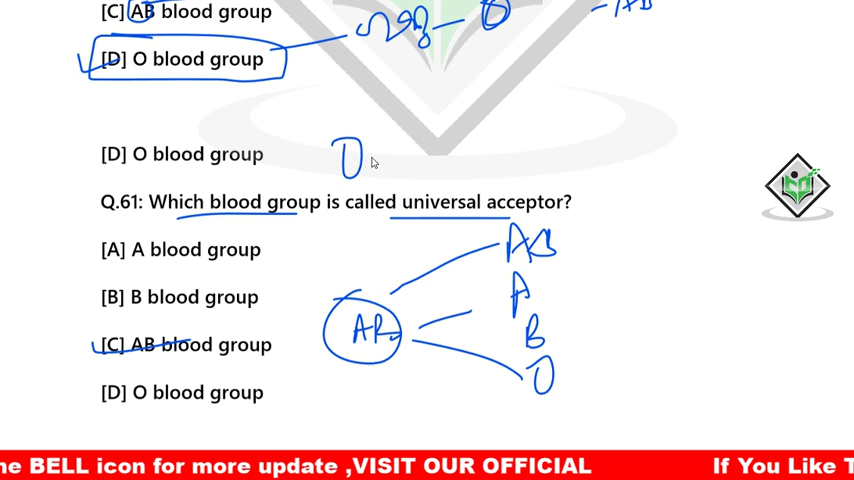 [C] AB blood group
O
AB
[D] O blood group
[D] O blood group
O
Q.61: Which blood group is called universal acceptor?
AB
[A] A blood group
A
[B] B blood group
AB
B
[C] AB blood group
O
[D] O blood group
he BELL icon for more update ,VISIT OUR OFFICIAL If You Like T